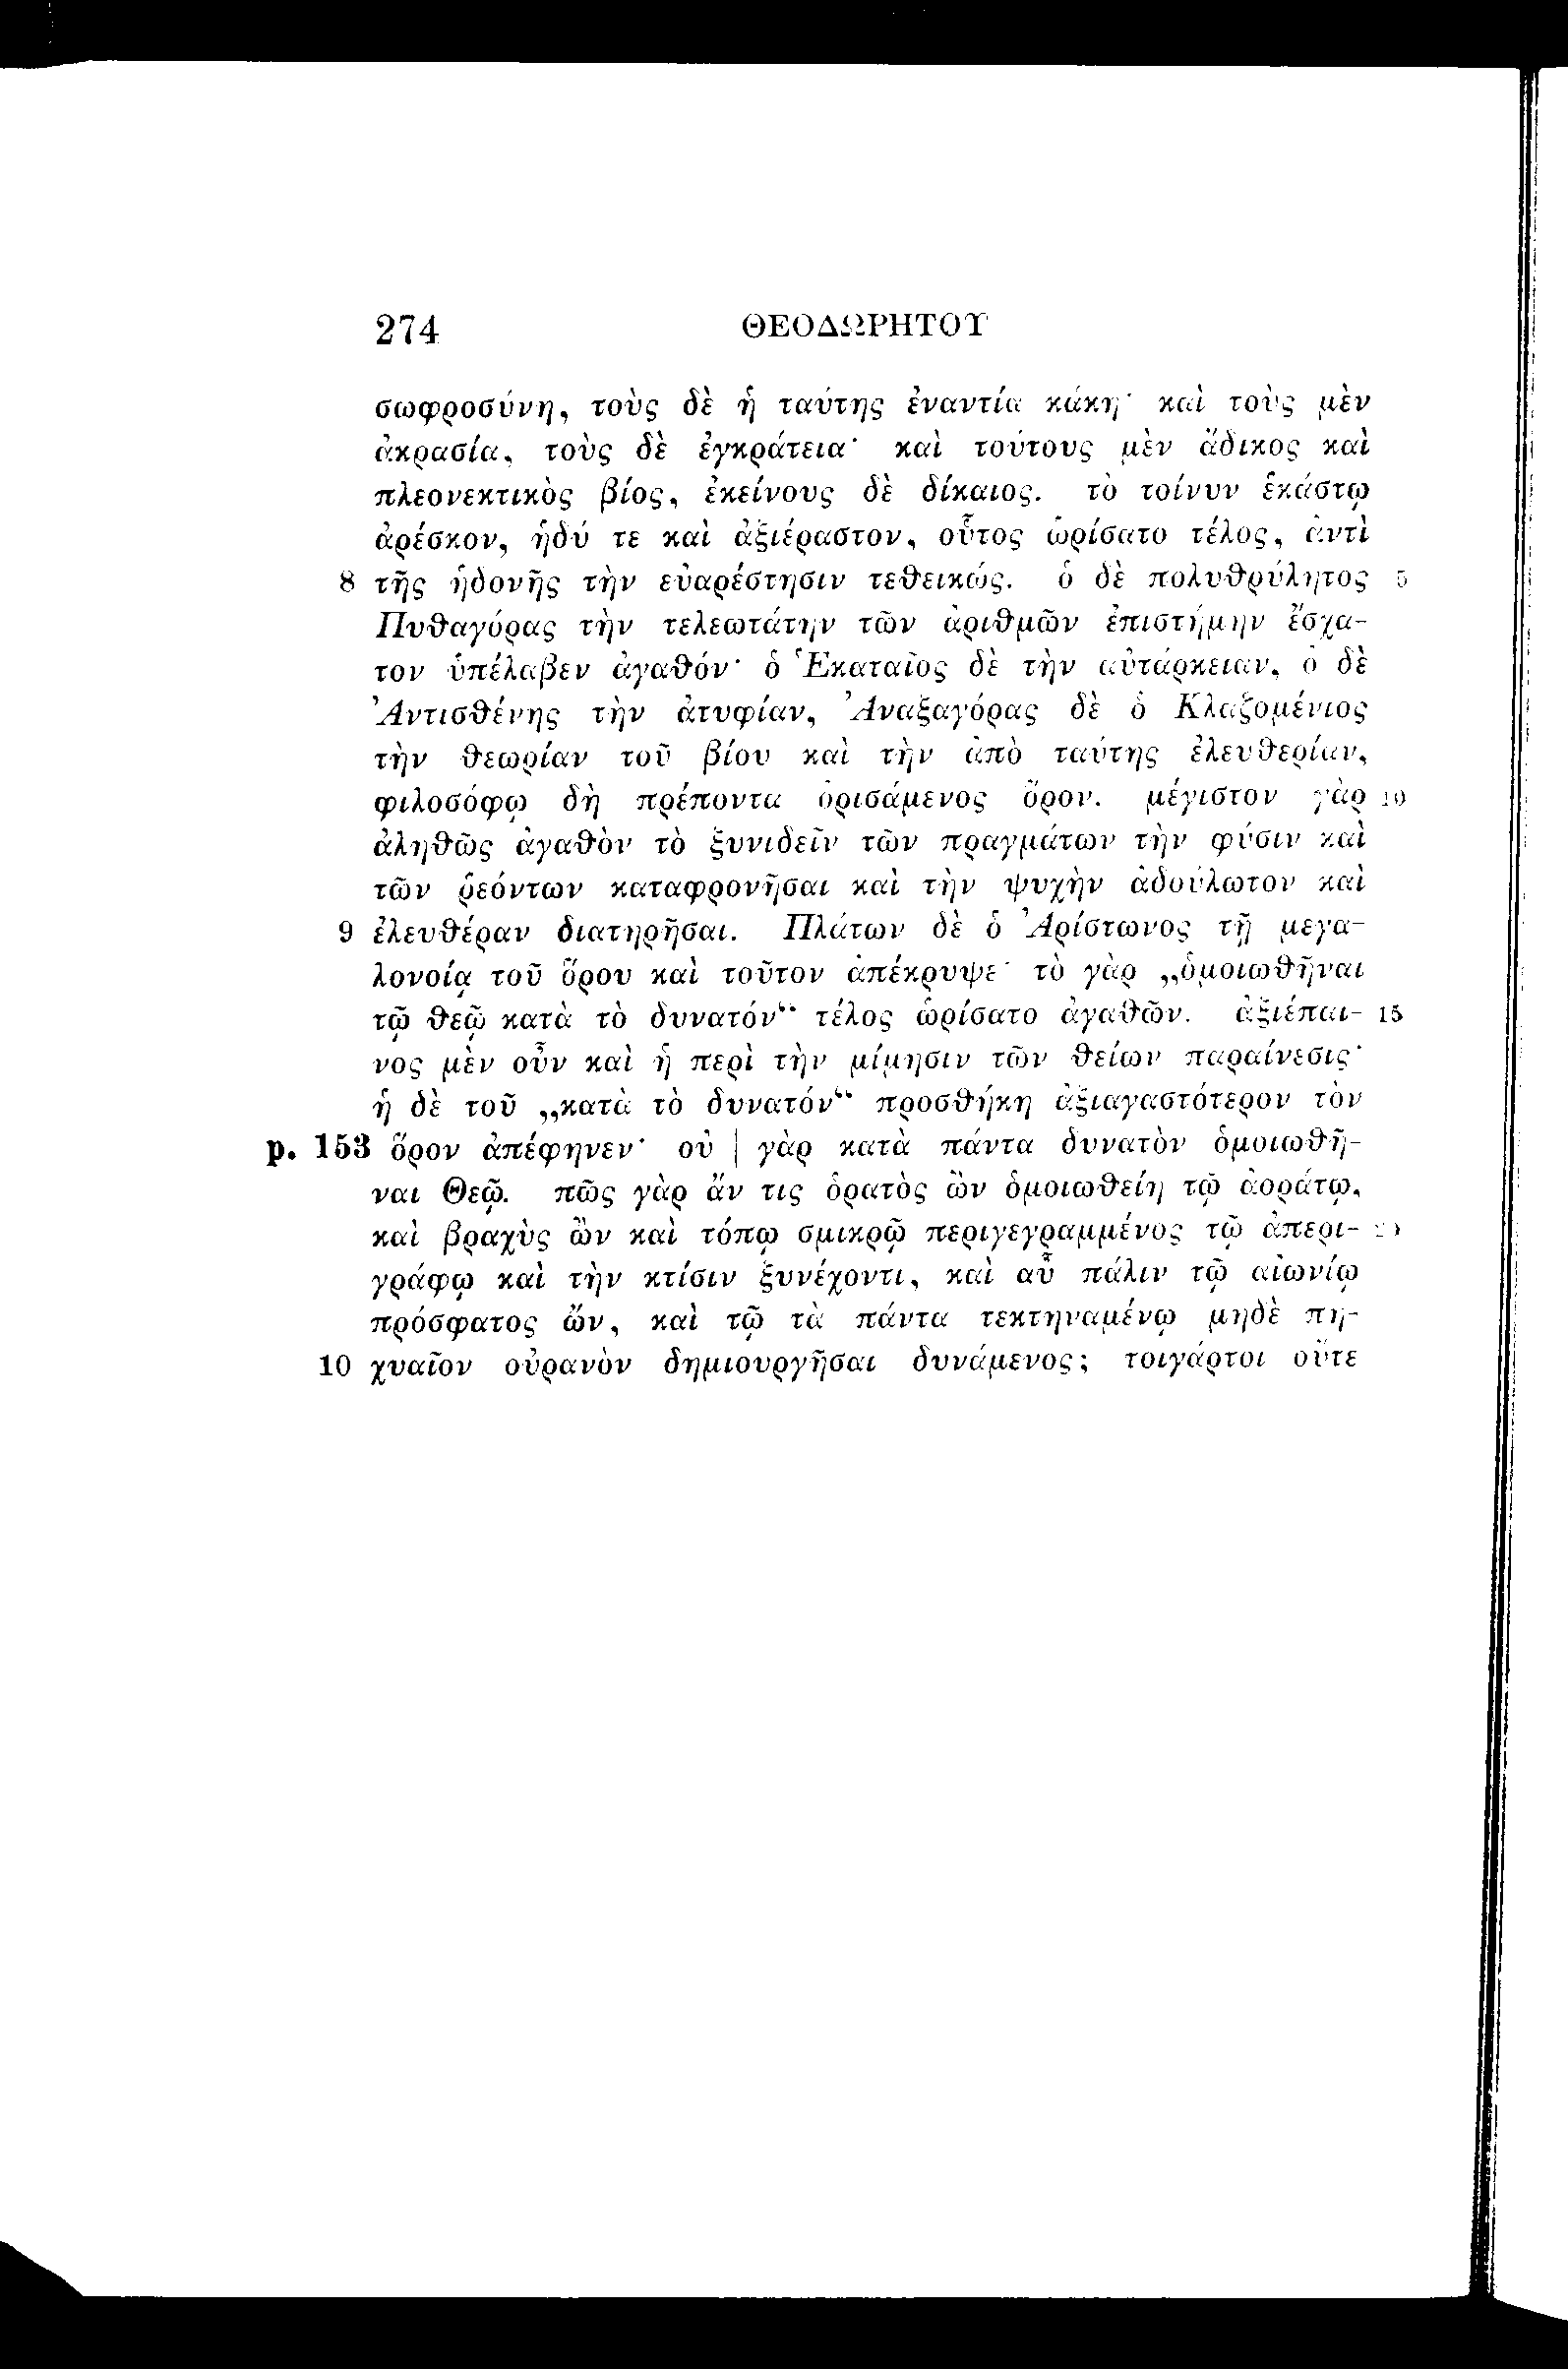 274 ΘΕΟΔΩΡΗΤΟΥ
σωφροσύνη, τοὺς δὲ ἡ ταύτης ἐναντία κάκη· καὶ τοὺς μὲν
ἀκρασία, τοὺς δὲ ἐγκράτεια· καὶ τούτους μὲν ἄδικος καὶ
πλεονεκτικὸς βίος, ἐκείνους δὲ δίκαιος. τὸ τοίνυν ἑκάστῳ
ἀρέσκον, ἡδύ τε καὶ ἀξιέραστον, οὗτος ὡρίσατο τέλος, ἀντὶ
8 τῆς ἡδονῆς τὴν εὐαρέστησιν τεθεικώς. ὁ δὲ πολυθρύλητος 5
Πυθαγόρας τὴν τελεωτάτην τῶν ἀριθμῶν ἐπιστήμην ἔσχα-
τον ὑπέλαβεν ἀγαθόν· ὁ Ἑκαταῖος δὲ τὴν αὐτάρκειαν, ὁ δὲ
Ἀντισθένης τὴν ἀτυφίαν, Ἀναξαγόρας δὲ ὁ Κλαζομένιος
τὴν θεωρίαν τοῦ βίου καὶ τὴν ἀπὸ ταύτης ἐλευθερίαν,
φιλοσόφῳ δὴ πρέποντα ὁρισάμενος ὅρον. μέγιστον γὰρ 10
ἀληθῶς ἀγαθὸν τὸ ξυνιδεῖν τῶν πραγμάτων τὴν φύσιν καὶ
τῶν ῥεόντων καταφρονῆσαι καὶ τὴν ψυχὴν ἀδούλωτον καὶ
9 ἐλευθέραν διατηρῆσαι. Πλάτων δὲ ὁ Ἀρίστωνος τῇ μεγα-
λονοίᾳ τοῦ ὅρου καὶ τοῦτον ἀπέκρυψε· τὸ γὰρ „ὁμοιωθῆναι
τῷ θεῷ κατὰ τὸ δυνατόν“ τέλος ὡρίσατο ἀγαθῶν. ἀξιέπαι- 15
νος μὲν οὖν καὶ ἡ περὶ τὴν μίμησιν τῶν θείων παραίνεσις·
ἡ δὲ τοῦ „κατὰ τὸ δυνατόν“ προσθήκη ἀξιαγαστότερον τὸν
p. 153 ὅρον ἀπέφηνεν· οὐ | γὰρ κατὰ πάντα δυνατὸν ὁμοιωθῆ-
ναι Θεῷ. πῶς γὰρ ἄν τις ὁρατὸς ὢν ὁμοιωθείη τῷ ἀοράτῳ,
καὶ βραχὺς ὢν καὶ τόπῳ σμικρῷ περιγεγραμμένος τῷ ἀπερι-
γράφῳ καὶ τὴν κτίσιν ξυνέχοντι, καὶ αὖ πάλιν τῷ αἰωνίῳ
πρόσφατος ὤν, καὶ τῷ τὰ πάντα τεκτηναμένῳ μηδὲ πη-
10 χυαῖον οὐρανὸν δημιουργῆσαι δυνάμενος; τοιγάρτοι οὔτε